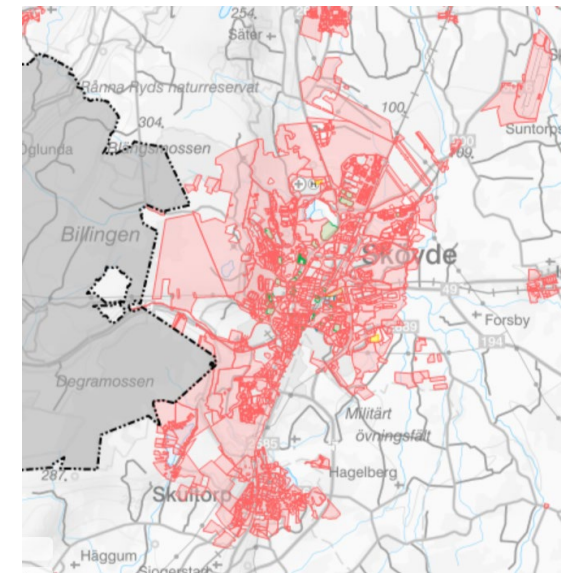 254.
Säter
Ränna Ryds naturreservat
100.
304.
Blängsmossen
Suntorp
109.
Billingen
H
Skövde
49
Forsby
194
Degramossen
Militärt
övningsfält
287.
Skultorp
Hagelberg
Häggum